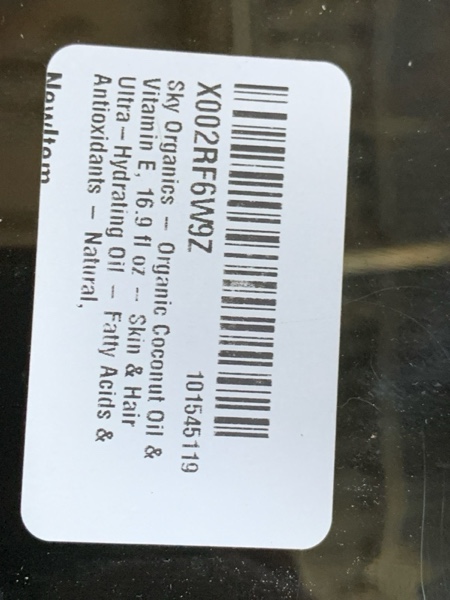 X002RF6W9Z 101545119
Sky Organics – Organic Coconut Oil &
Vitamin E, 16.9 fl oz -- Skin & Hair
Ultra – Hydrating Oil – Fatty Acids &
Antioxidants – Natural,
NewItem